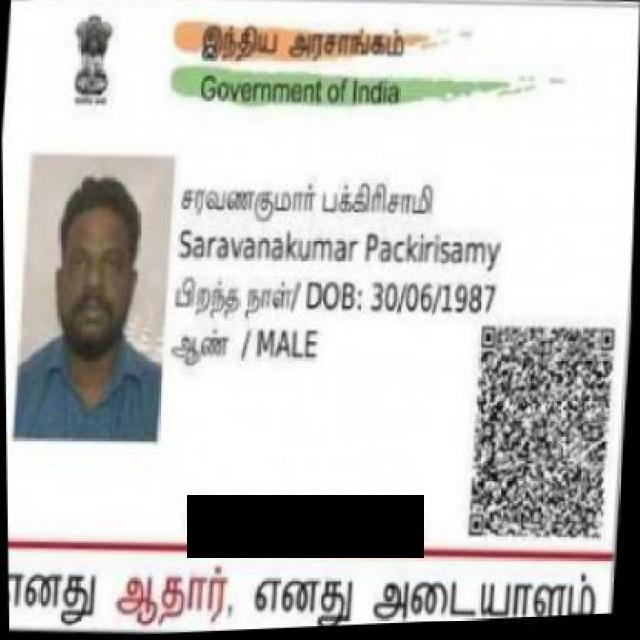 இந்திய அரசாங்கம்
Government of India
சரவணகுமார் பக்கிரிசாமி
Saravanakumar Packirisamy
பிறந்த நாள்/ DOB: 30/06/1987
ஆண் / MALE
எனது ஆதார், எனது அடையாளம்